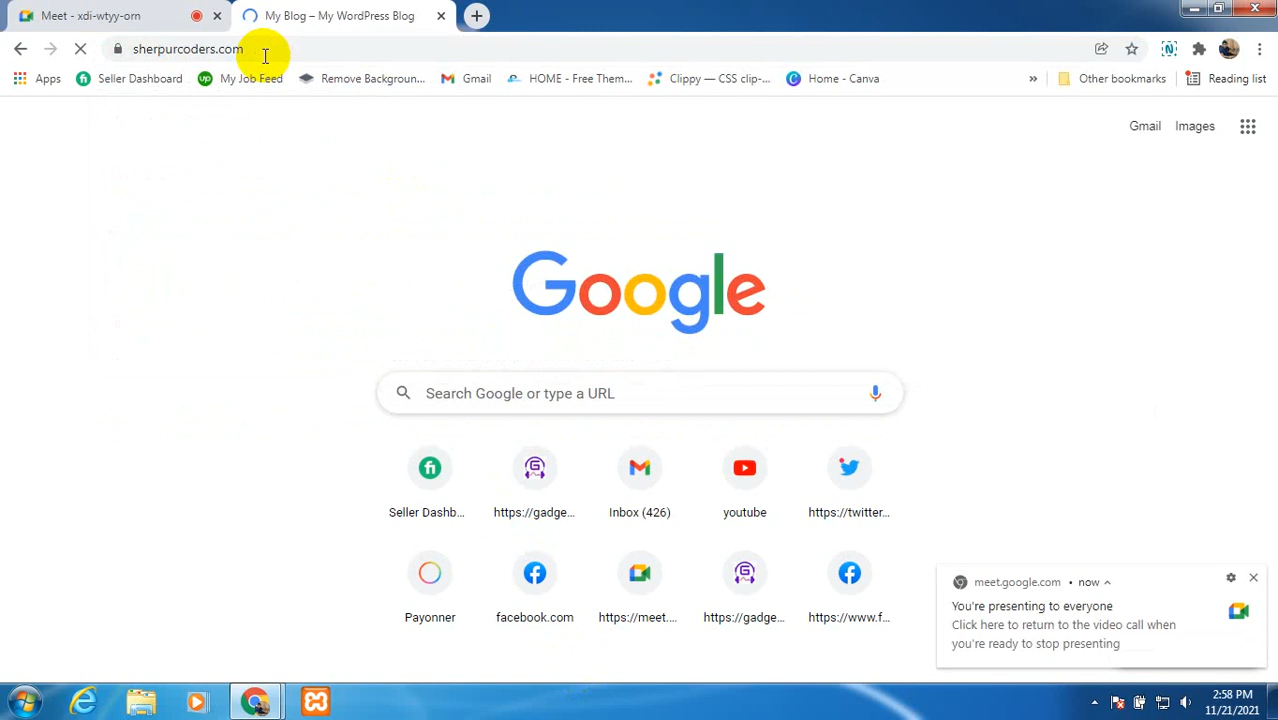 Meet - xdi-wtyy-orn
My Blog – My WordPress Blog
sherpurcoders.com
Apps
Seller Dashboard
My Job Feed
Remove Backgroun...
Gmail
HOME - Free Them...
Clippy — CSS clip-...
Home - Canva
»
Other bookmarks
Reading list
Gmail
Images
Google
Search Google or type a URL
Seller Dashb...
https://gadge...
Inbox (426)
youtube
https://twitter...
Payonner
facebook.com
https://meet....
https://gadge...
https://www.f...
meet.google.com • now
You're presenting to everyone
Click here to return to the video call when
you're ready to stop presenting
2:58 PM
11/21/2021